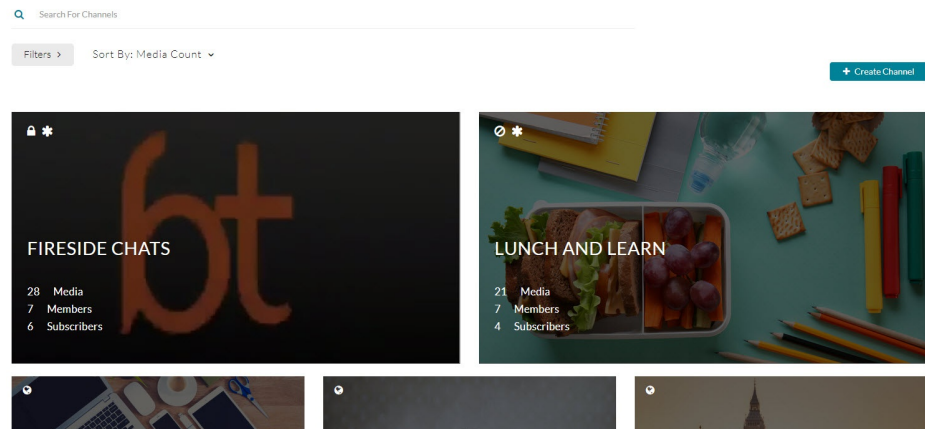 Search For Channels
Filters >
Sort By: Media Count
+ Create Channel
bt
FIRESIDE CHATS
28 Media
7 Members
6 Subscribers
LUNCH AND LEARN
21 Media
7 Members
4 Subscribers